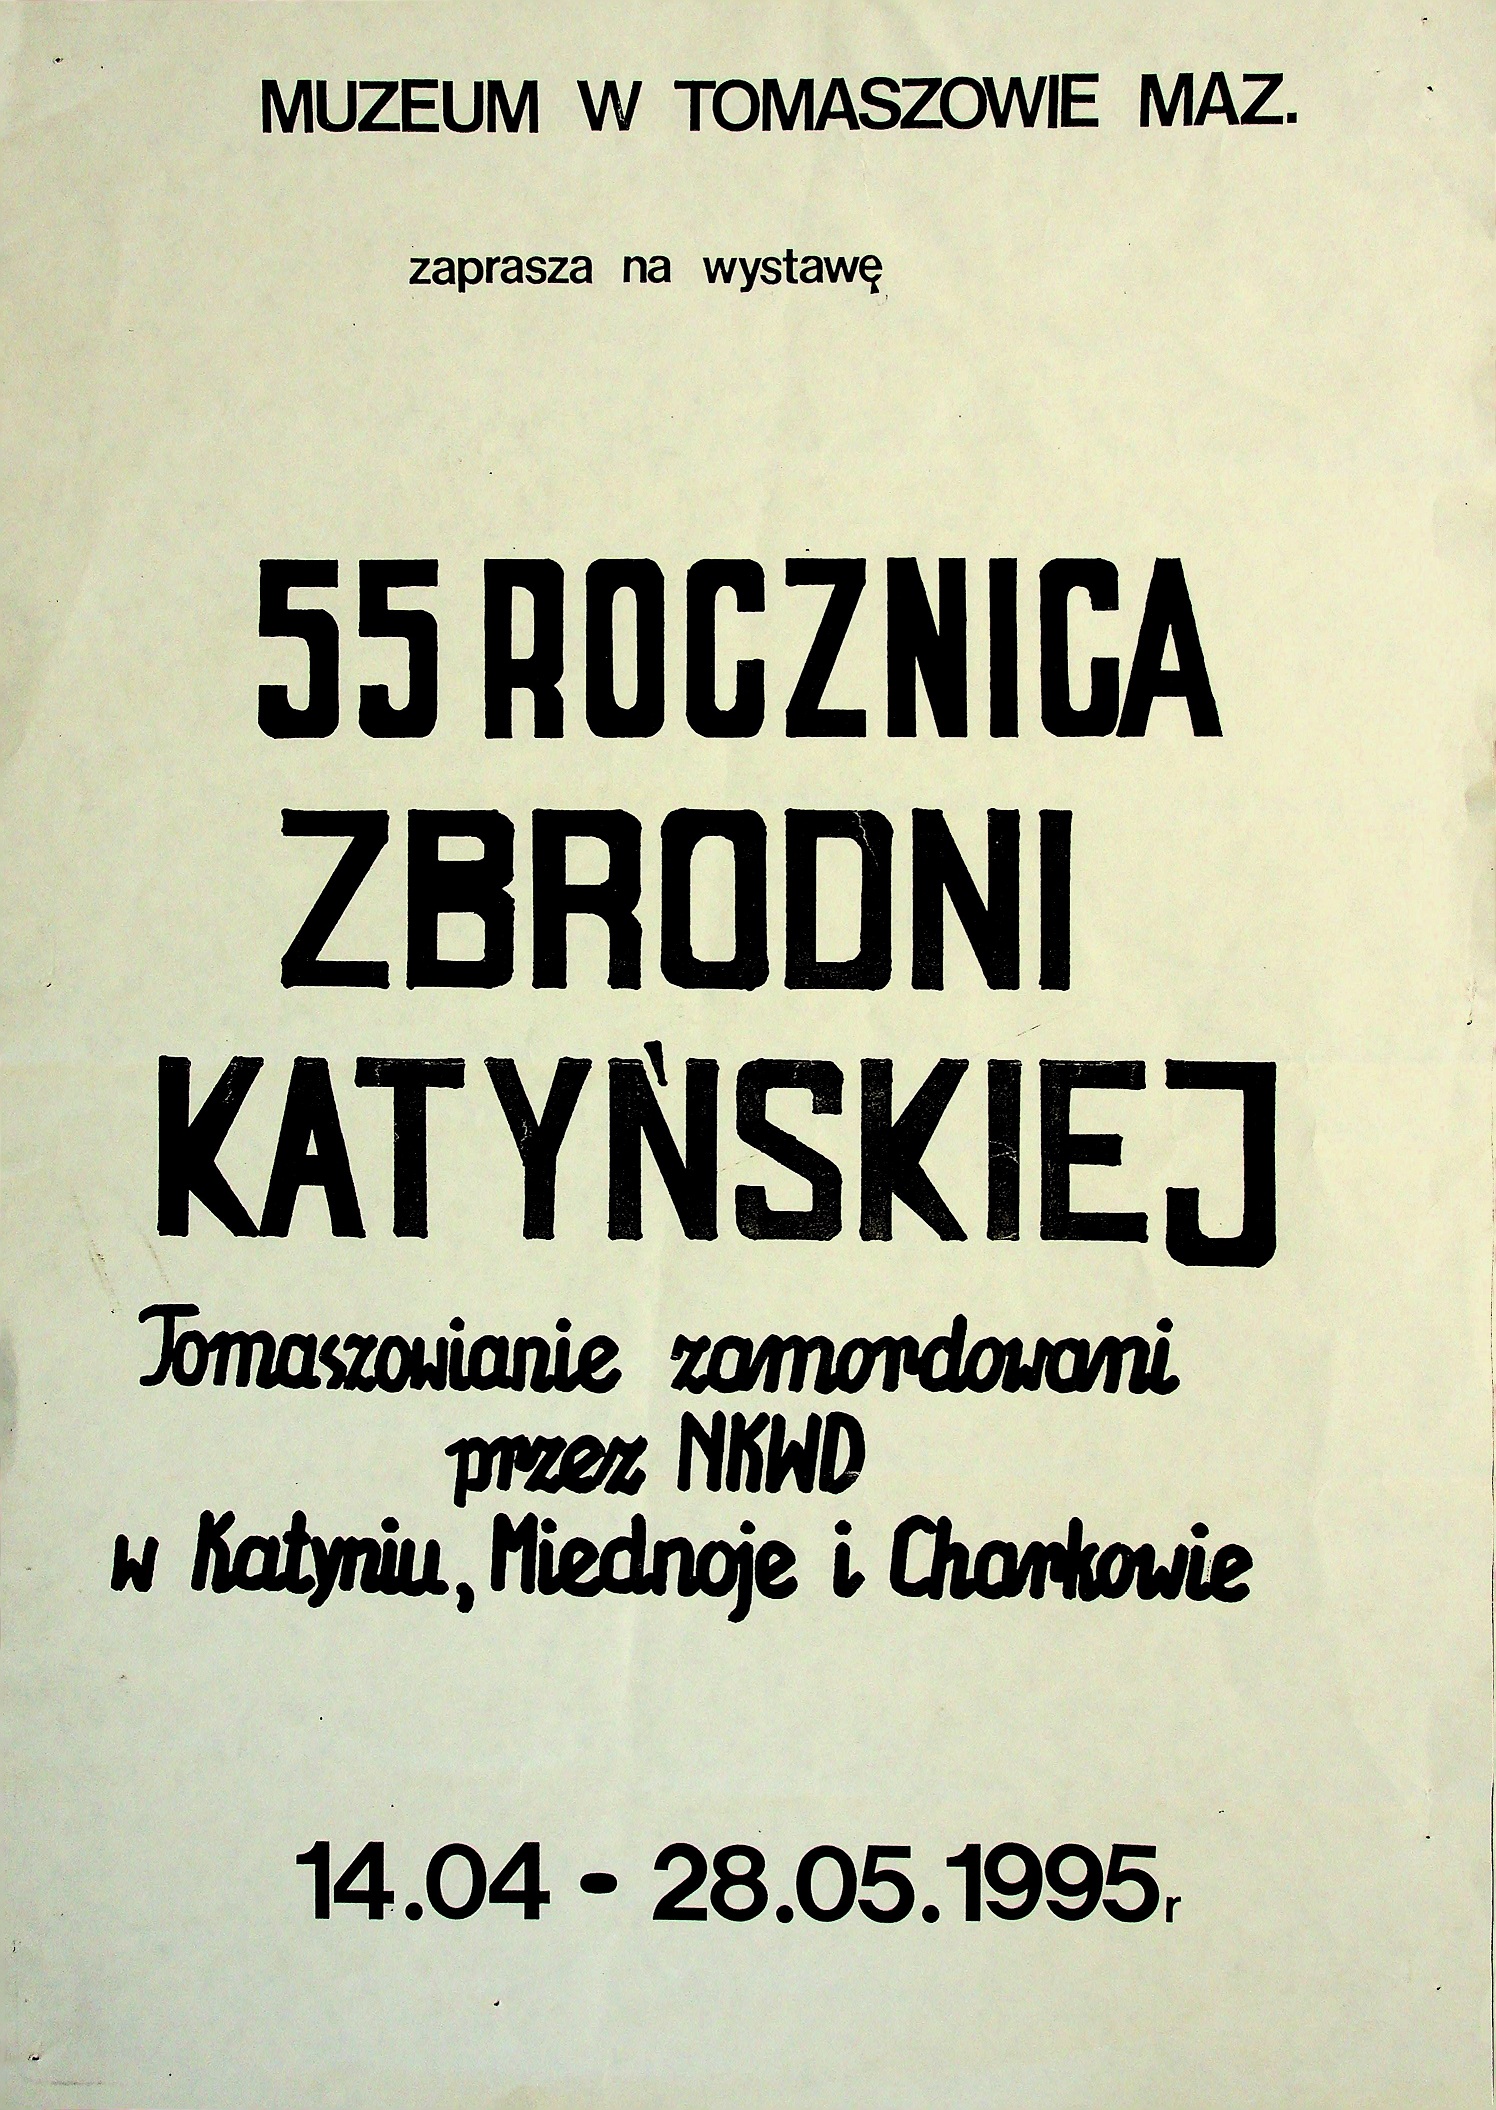 MUZEUM W TOMASZOWIE MAZ.
zaprasza na wystawę
55 ROCZNICA
ZBRODNI
KATYŃSKIEJ
Tomaszowianie zamordowani
przez NKWD
w Katyniu, Miednoje i Charkowie
14.04 - 28.05.1995r